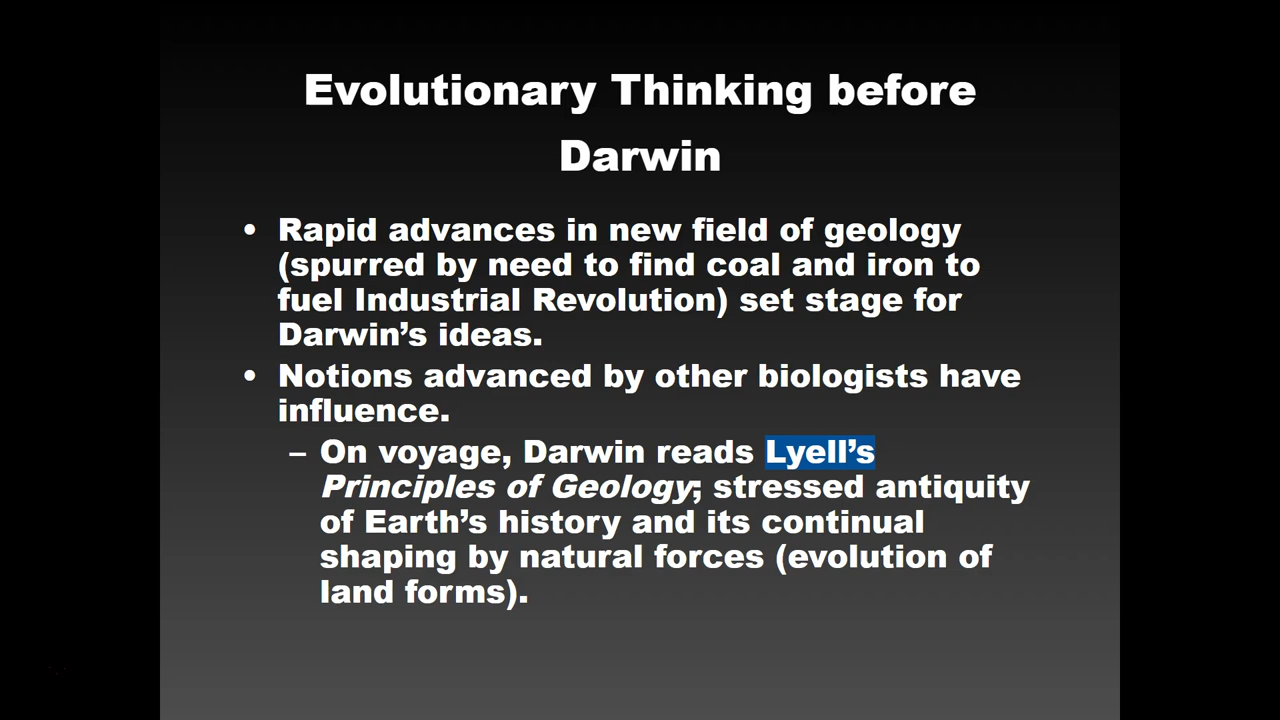 Evolutionary Thinking before
Darwin
• Rapid advances in new field of geology
(spurred by need to find coal and iron to
fuel Industrial Revolution) set stage for
Darwin’s ideas.
• Notions advanced by other biologists have
influence.
– On voyage, Darwin reads Lyell’s
Principles of Geology; stressed antiquity
of Earth’s history and its continual
shaping by natural forces (evolution of
land forms).